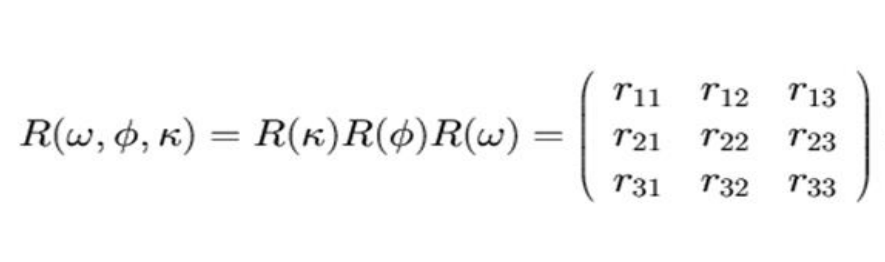 R(ω, ϕ, κ) = R(κ)R(ϕ)R(ω) = ( r₁₁ r₁₂ r₁₃
r₂₁ r₂₂ r₂₃
r₃₁ r₃₂ r₃₃ )